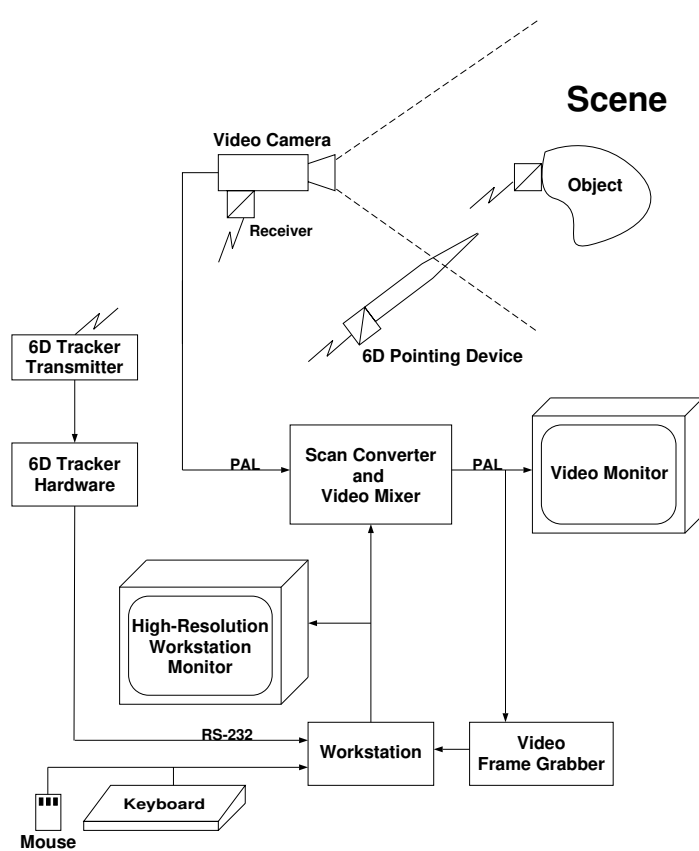 Scene
Video Camera
Object
Receiver
6D Tracker
Transmitter
6D Pointing Device
6D Tracker
Hardware
PAL
Scan Converter
and
Video Mixer
PAL
Video Monitor
High-Resolution
Workstation
Monitor
RS-232
Workstation
Video
Frame Grabber
Keyboard
Mouse